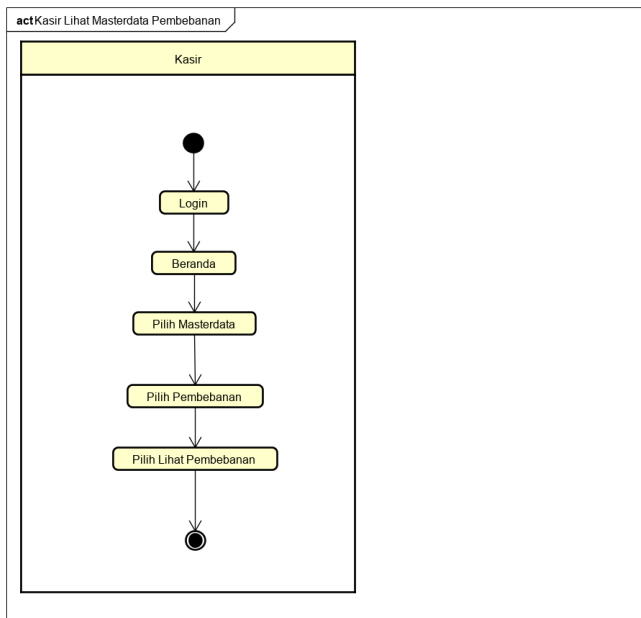 act Kasir Lihat Masterdata Pembebanan
Kasir
Login
Beranda
Pilih Masterdata
Pilih Pembebanan
Pilih Lihat Pembebanan